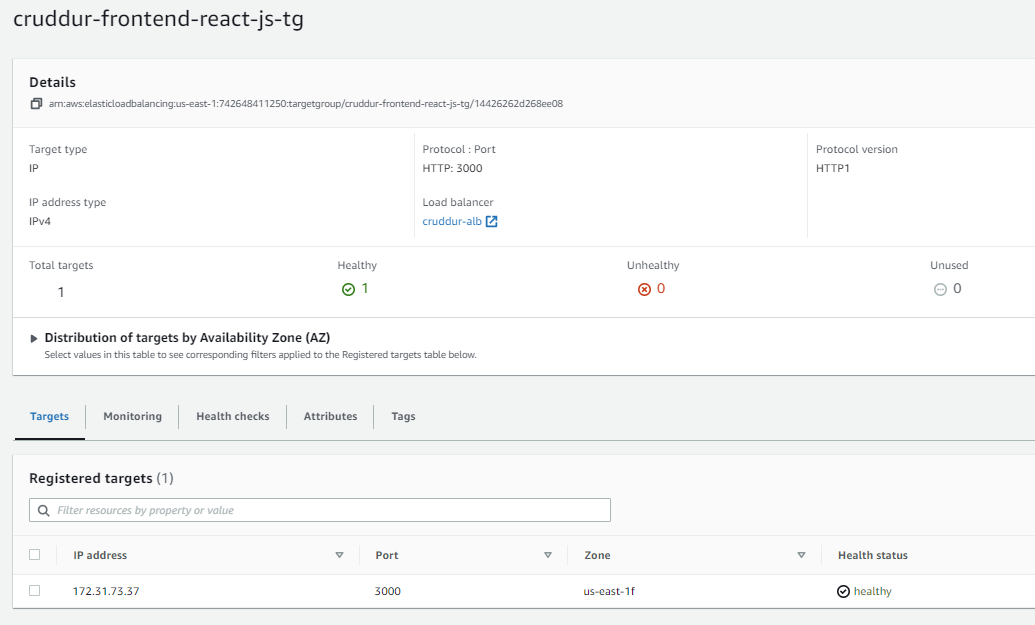 cruddur-frontend-react-js-tg
Details
arn:aws:elasticloadbalancing:us-east-1:742648411250:targetgroup/cruddur-frontend-react-js-tg/14426262d268ee08
Target type
IP
Protocol : Port
HTTP: 3000
Protocol version
HTTP1
IP address type
IPv4
Load balancer
cruddur-alb
Total targets
1
Healthy
1
Unhealthy
0
Unused
0
Distribution of targets by Availability Zone (AZ)
Select values in this table to see corresponding filters applied to the Registered targets table below.
Targets
Monitoring
Health checks
Attributes
Tags
Registered targets (1)
Filter resources by property or value
IP address
Port
Zone
Health status
172.31.73.37
3000
us-east-1f
healthy